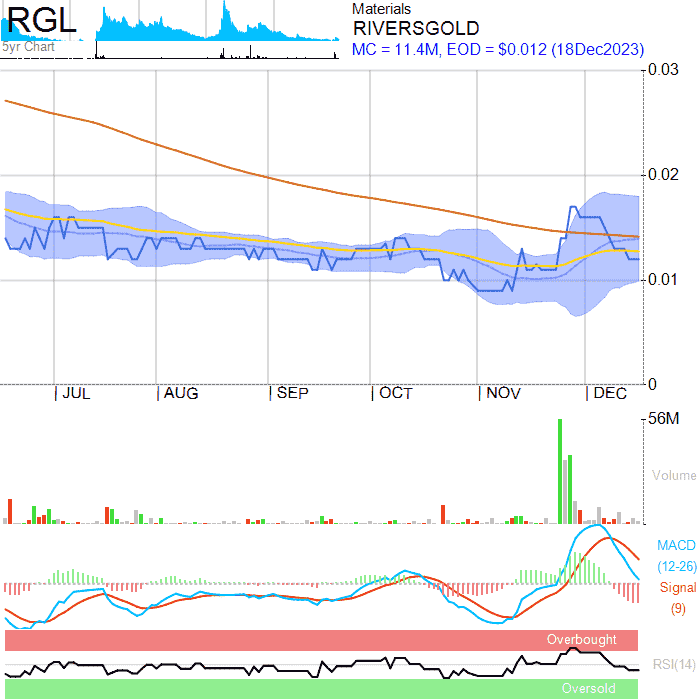 RGL
5yr Chart
Materials
RIVERSGOLD
MC = 11.4M, EOD = $0.012 (18Dec2023)
0.03
0.02
0.01
0
JUL AUG SEP OCT NOV DEC
56M
Volume
MACD
(12-26)
Signal
(9)
Overbought
RSI(14)
Oversold